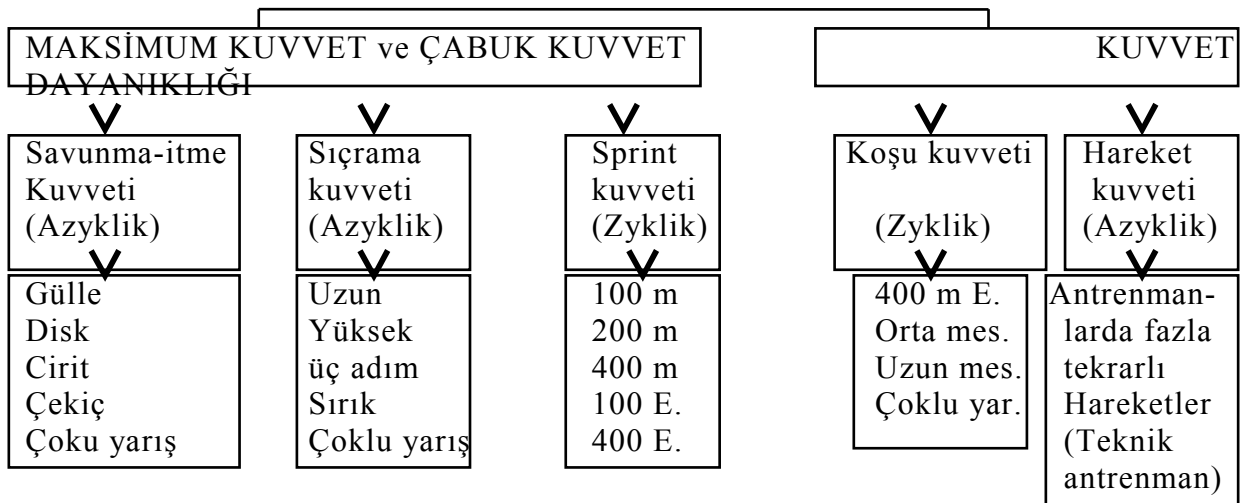 MAKSİMUM KUVVET ve ÇABUK KUVVET
DAYANIKLIĞI
KUVVET
Savunma-itme
Kuvveti
(Azyklik)
Sıçrama
kuvveti
(Azyklik)
Sprint
kuvveti
(Zyklik)
Koşu kuvveti
(Zyklik)
Hareket
kuvveti
(Azyklik)
Gülle
Disk
Cirit
Çekiç
Çoku yarış
Uzun
Yüksek
üç adım
Sırık
Çoklu yarış
100 m
200 m
400 m
100 E.
400 E.
400 m E.
Orta mes.
Uzun mes.
Çoklu yar.
Antrenman-
larda fazla
tekrarlı
Hareketler
(Teknik
antrenman)